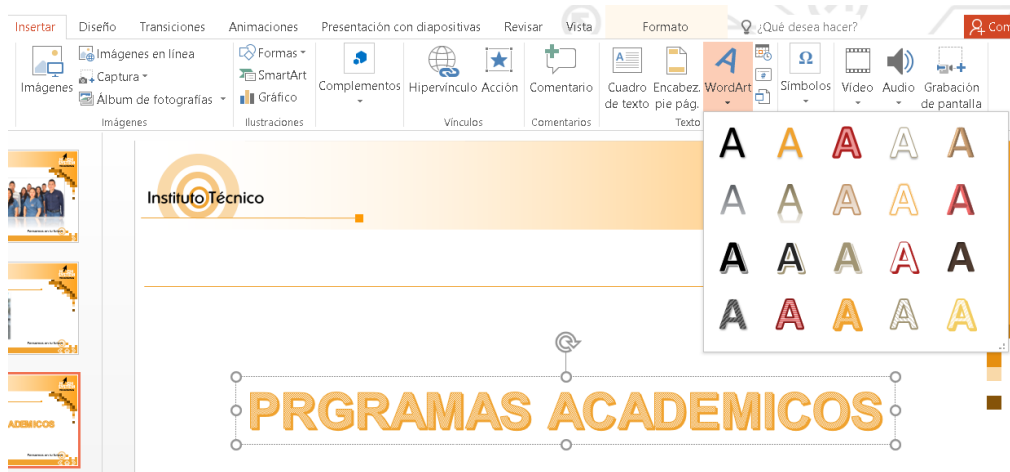 Insertar Diseño Transiciones Animaciones Presentación con diapositivas Revisar Vista Formato ¿Qué desea hacer? Com
Imágenes en línea Formas
Captura SmartArt
Álbum de fotografías Gráfico
Imágenes Complementos Hipervínculo Acción Comentario Cuadro de texto Encabez. pie pág. WordArt Símbolos Vídeo Audio Grabación de pantalla
Imágenes Ilustraciones Vínculos Comentarios Texto
A A A A A
A A A A A
A A A A A
A A A A A
Instituto Técnico
ADEMICOS
PRGRAMAS ACADEMICOS